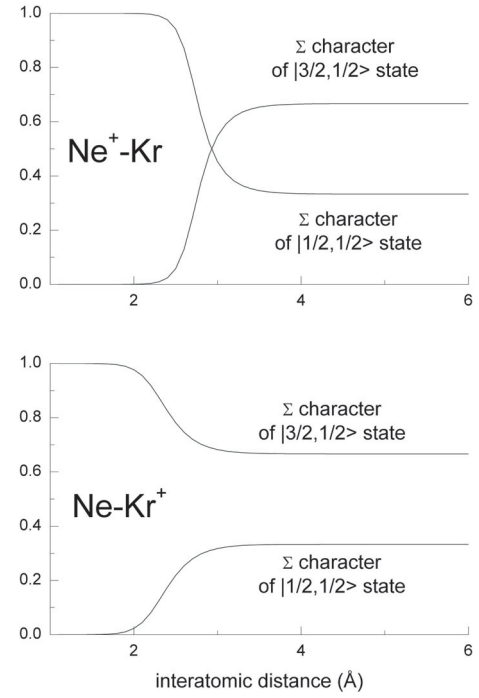 1.0
Σ character
of |3/2,1/2> state
0.8
0.6
Ne⁺-Kr
0.4
Σ character
of |1/2,1/2> state
0.2
0.0
2 4 6
1.0
Σ character
of |3/2,1/2> state
0.8
0.6
Ne-Kr⁺
0.4
Σ character
of |1/2,1/2> state
0.2
0.0
2 4 6
interatomic distance (Å)